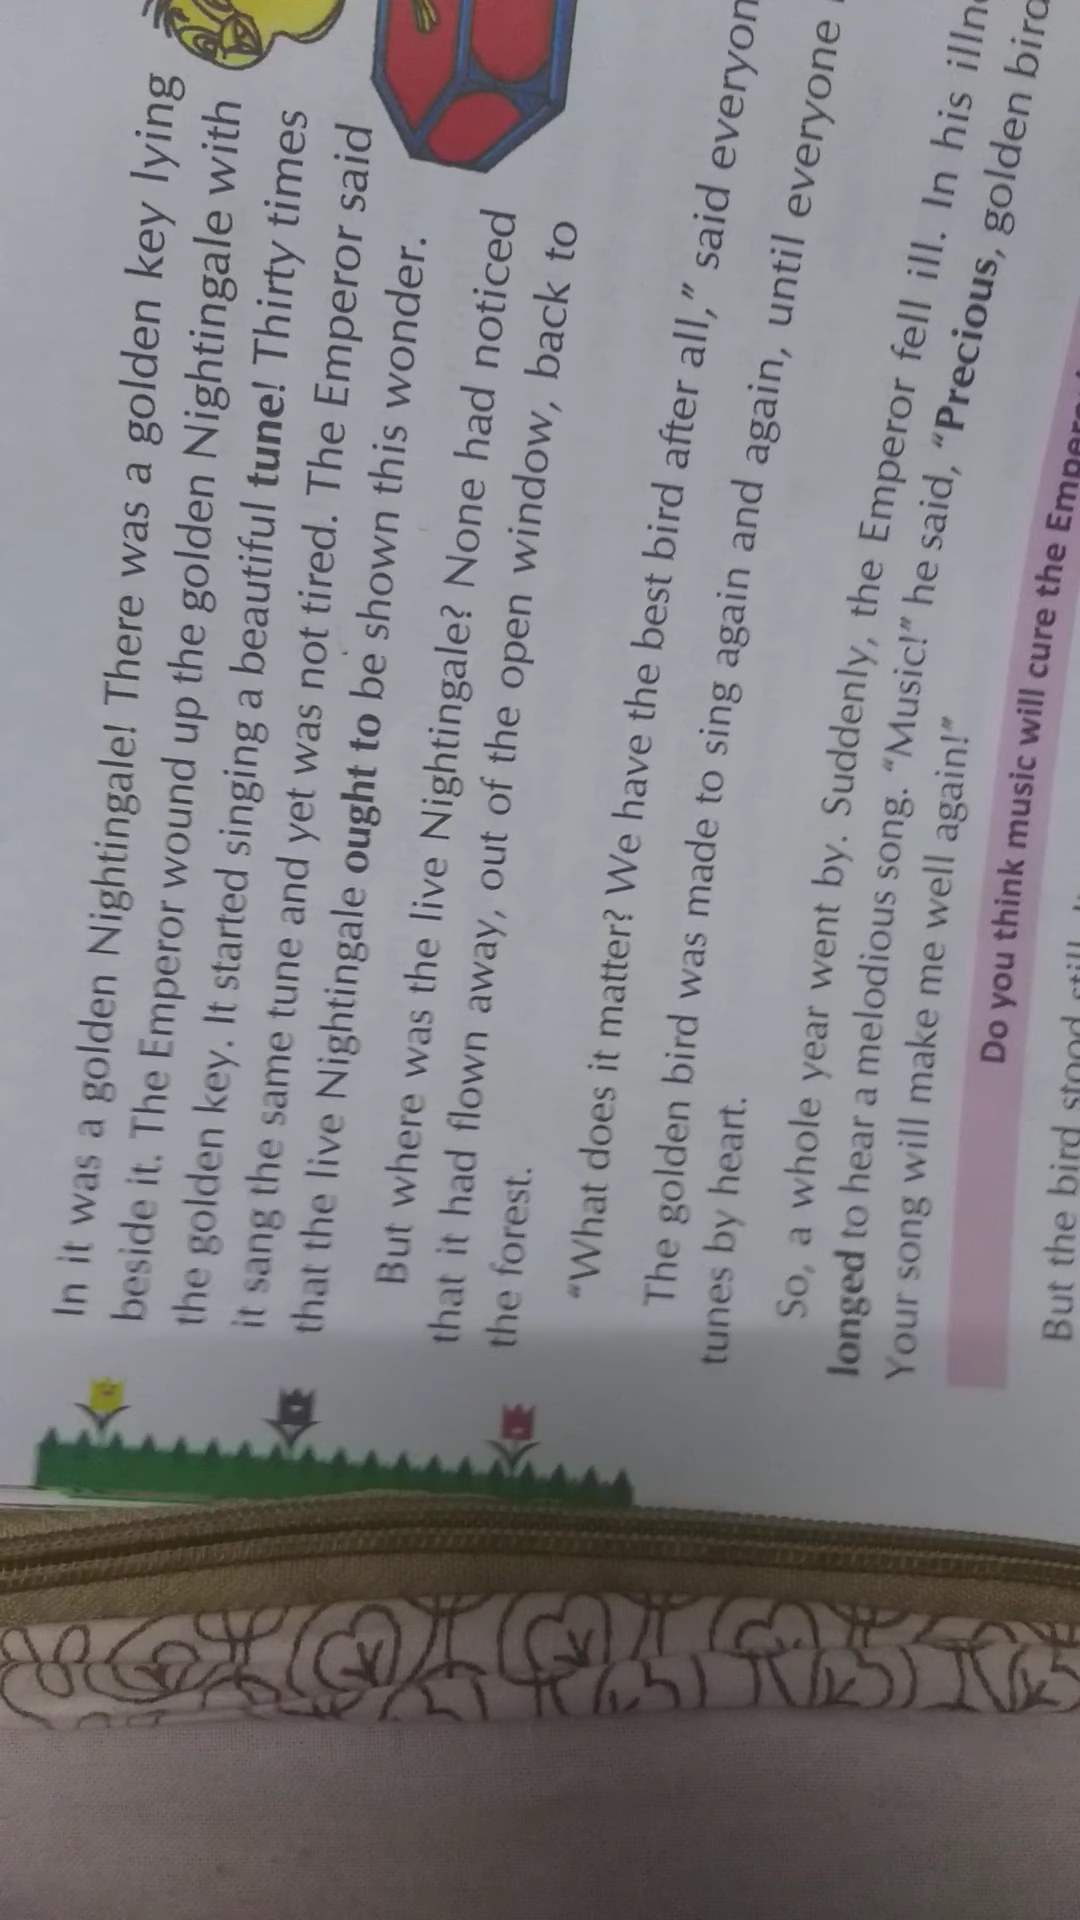 In it was a golden Nightingale! There was a golden key lying
beside it. The Emperor wound up the golden Nightingale with
the golden key. It started singing a beautiful tune! Thirty times
it sang the same tune and yet was not tired. The Emperor said
that the live Nightingale ought to be shown this wonder.
But where was the live Nightingale? None had noticed
that it had flown away, out of the open window, back to
the forest.
“What does it matter? We have the best bird after all,” said everyon
The golden bird was made to sing again and again, until everyone
tunes by heart.
So, a whole year went by. Suddenly, the Emperor fell ill. In his illn
longed to hear a melodious song. “Music!” he said, “Precious, golden bird
Your song will make me well again!”
Do you think music will cure the Emper
But the bird stood still